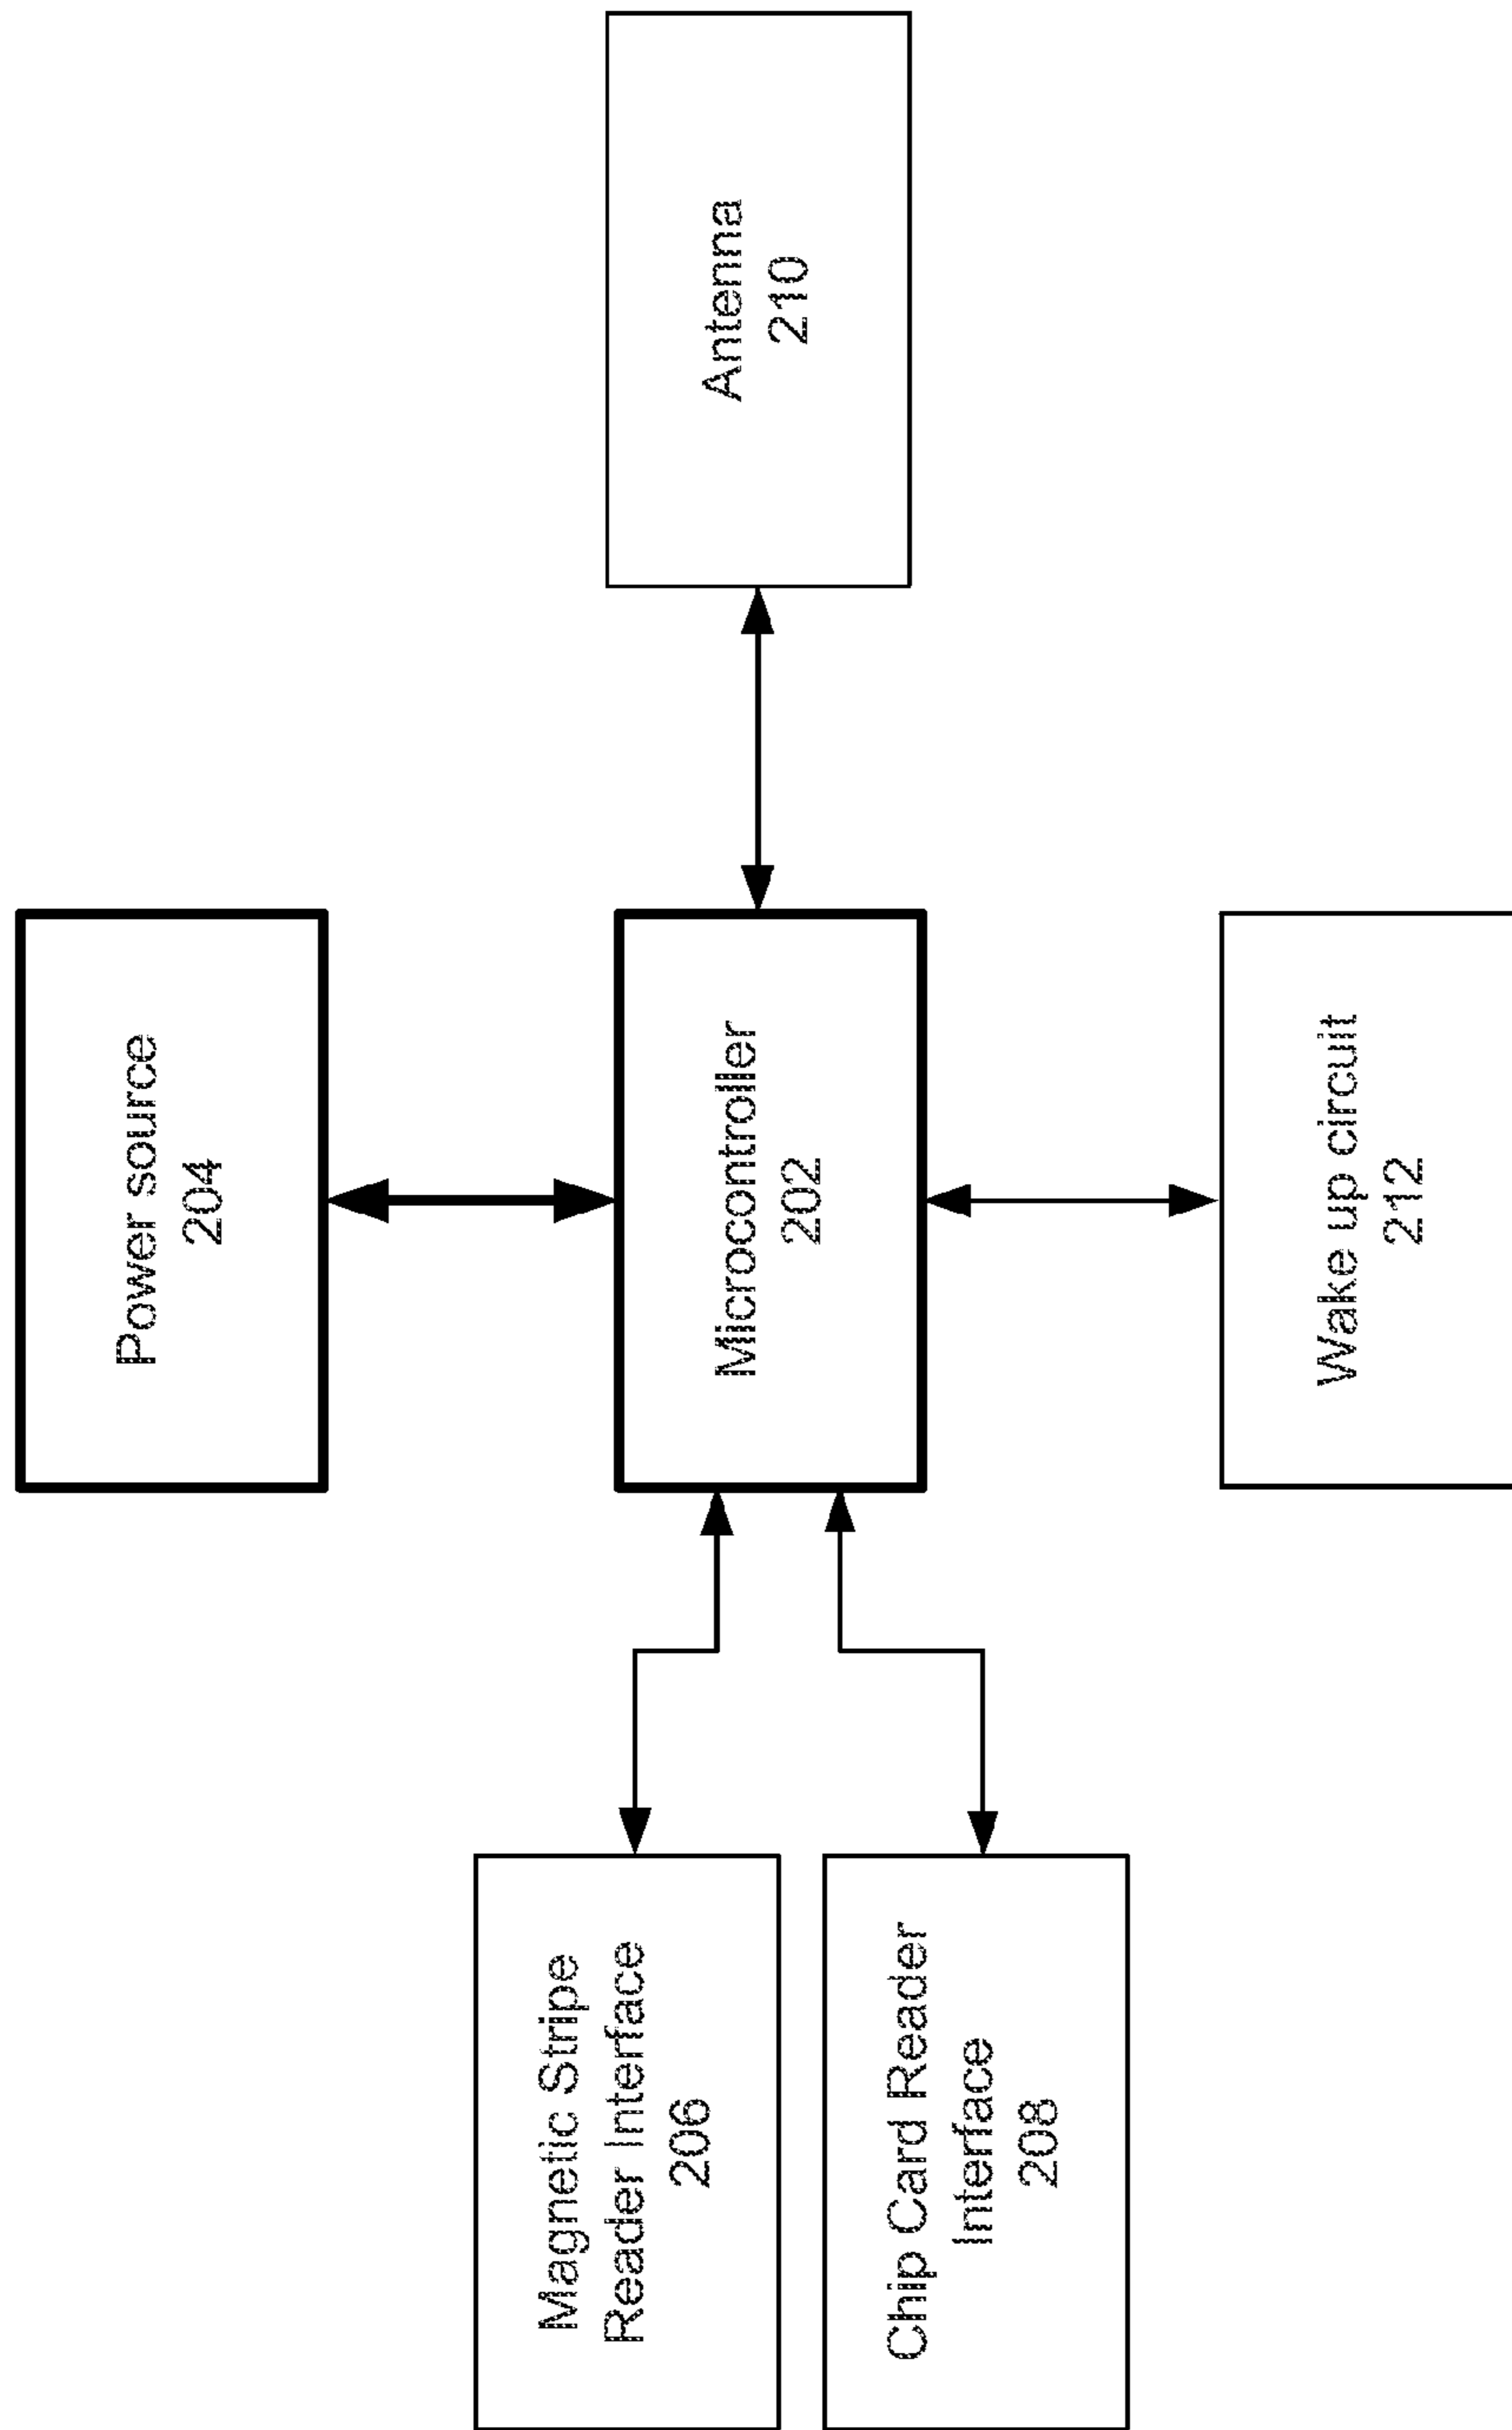 Power source
204
Magnetic Stripe
Reader Interface
206
Microcontroller
202
Antenna
210
Chip Card Reader
Interface
208
Wake up circuit
212